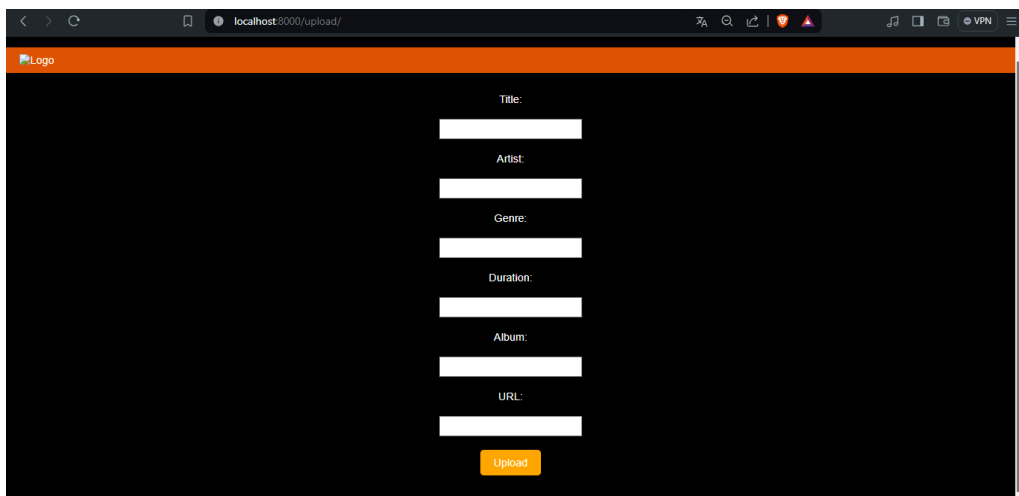 localhost:8000/upload/
VPN
Logo
Title:
Artist:
Genre:
Duration:
Album:
URL:
Upload